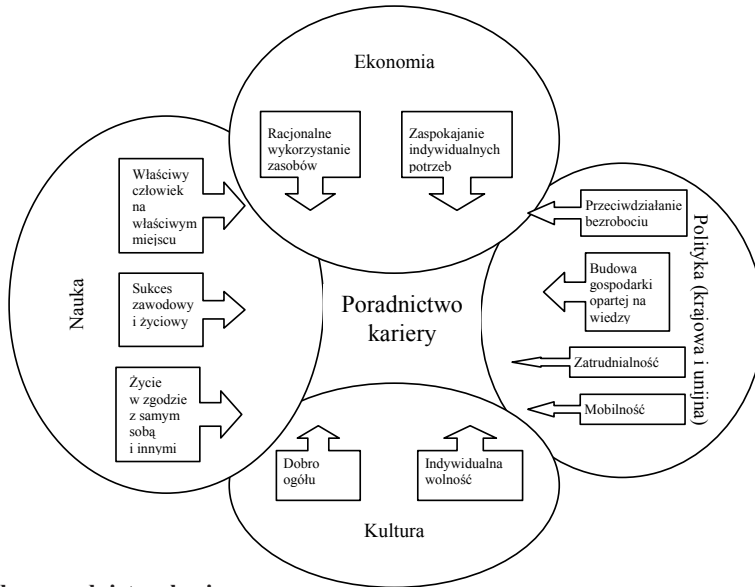 Ekonomia
Racjonalne
wykorzystanie
zasobów
Zaspokajanie
indywidualnych
potrzeb
Nauka
Właściwy
człowiek
na
właściwym
miejscu
Sukces
zawodowy
i życiowy
Życie
w zgodzie
z samym
sobą
i innymi
Poradnictwo
kariery
Przeciwdziałanie
bezrobociu
Budowa
gospodarki
opartej na
wiedzy
Zatrudnialność
Mobilność
Polityka (krajowa i unijna)
Dobro
ogółu
Indywidualna
wolność
Kultura